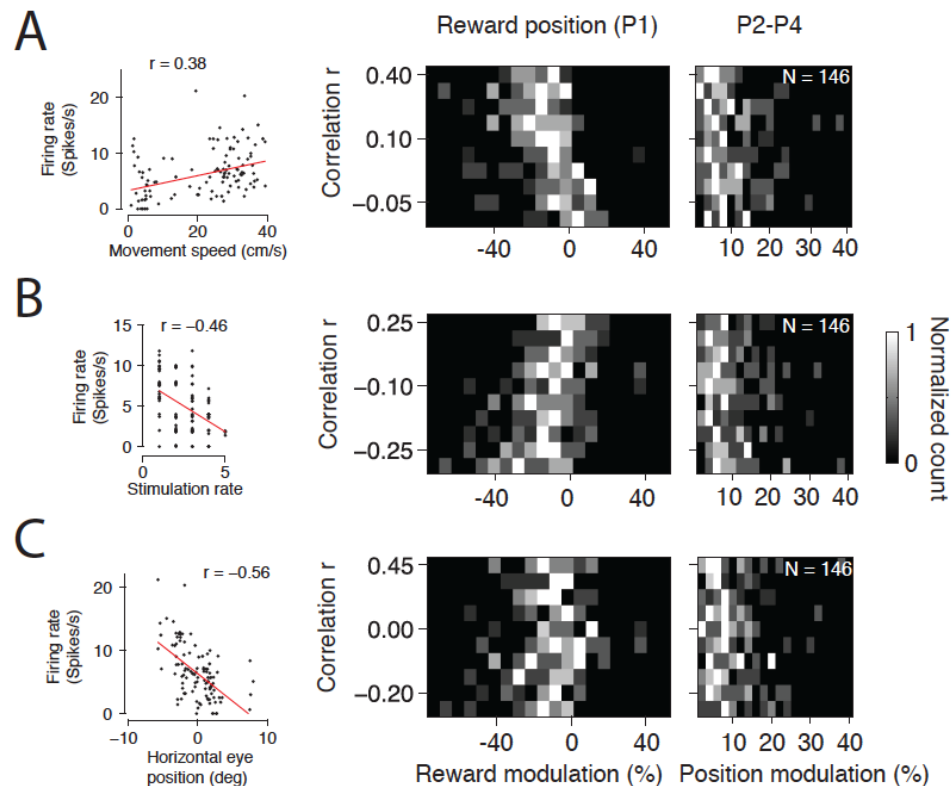 A
Reward position (P1)
P2-P4
r = 0.38
Firing rate
(Spikes/s)
20
10
0
0
20
40
Movement speed (cm/s)
Correlation r
0.40
0.10
−0.05
-40
0
40
N = 146
10
20
30
40
B
r = −0.46
Firing rate
(Spikes/s)
15
10
5
0
0
5
Stimulation rate
Correlation r
0.25
−0.10
−0.25
-40
0
40
N = 146
10
20
30
40
1
0
Normalized count
C
r = −0.56
Firing rate
(Spikes/s)
20
10
0
−10
0
10
Horizontal eye
position (deg)
Correlation r
0.45
0.00
−0.20
-40
0
40
Reward modulation (%)
N = 146
10
20
30
40
Position modulation (%)